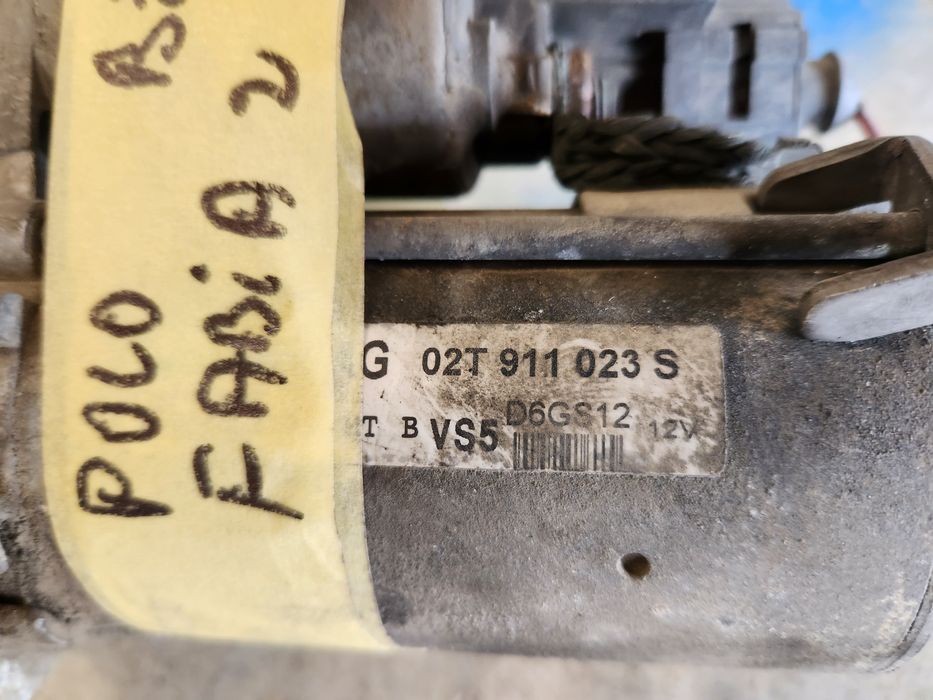 POLO
FABiA 2
G 02T 911 023 S
T B VS5 D6GS12 12V